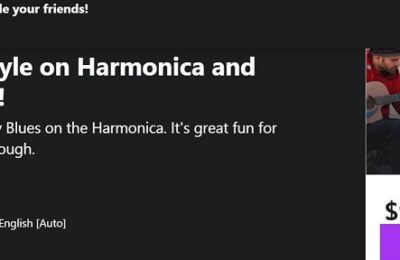 le your friends!
yle on Harmonica and
!
y Blues on the Harmonica. It's great fun for
ough.
English [Auto]
$